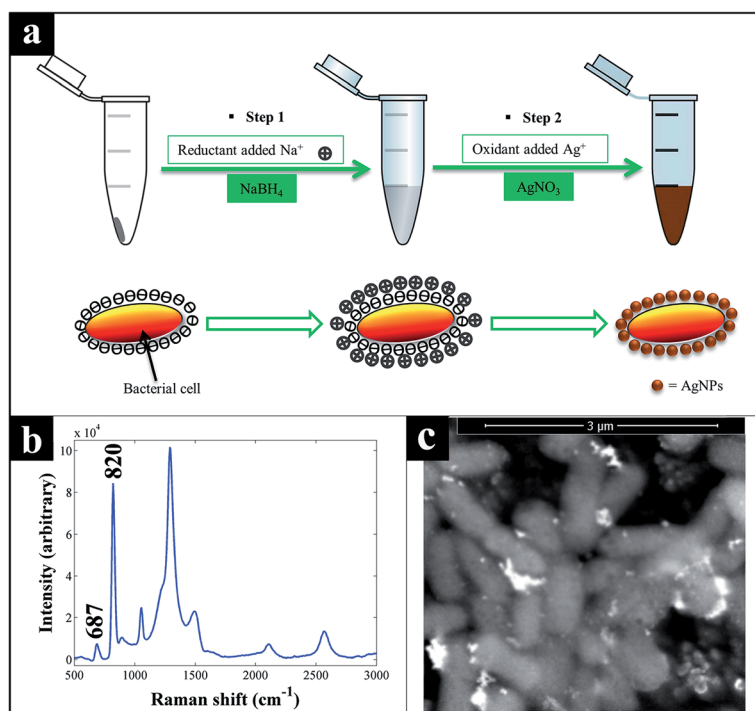 a
▪ Step 1
▪ Step 2
Reductant added Na⁺ ⊕
Oxidant added Ag⁺
NaBH₄
AgNO₃
Bacterial cell
= AgNPs
b
x 10⁴
10
8
6
4
2
0
820
687
Intensity (arbitrary)
500 1000 1500 2000 2500 3000
Raman shift (cm⁻¹)
c
3 µm